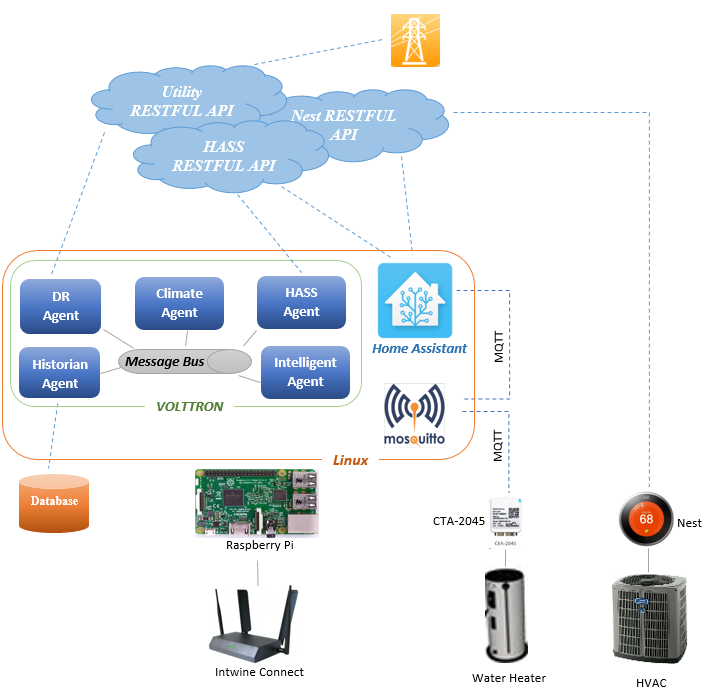 Utility
RESTFUL API
Nest RESTFUL
API
HASS
RESTFUL API
DR
Agent
Climate
Agent
HASS
Agent
Home Assistant
Message Bus
Historian
Agent
Intelligent
Agent
VOLTTRON
mosquitto
Linux
MQTT
MQTT
Database
Raspberry Pi
CTA-2045
CEA-2045
68
Nest
Intwine Connect
Water Heater
HVAC